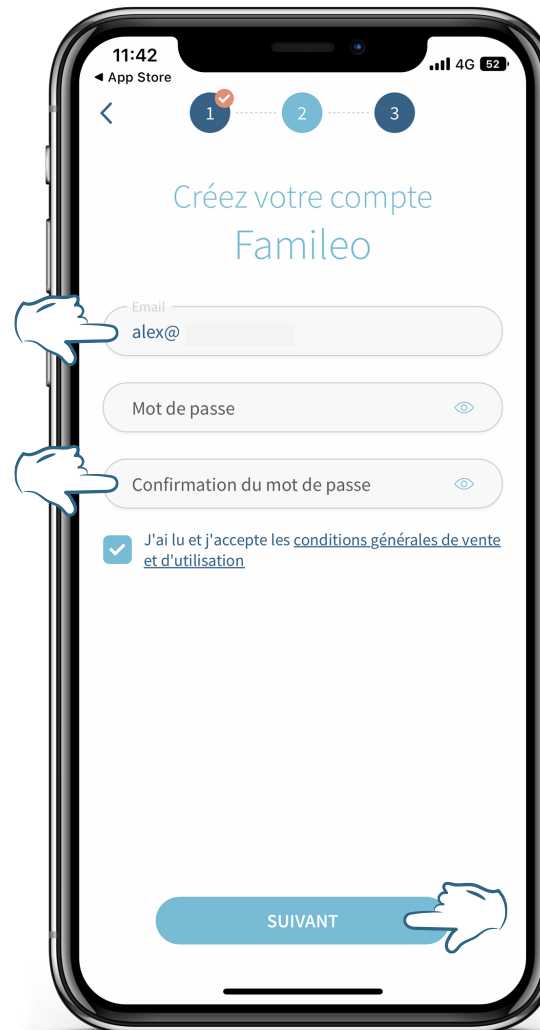 11:42
4G 52
◀ App Store
1 2 3
Créez votre compte
Famileo
Email
alex@
Mot de passe
Confirmation du mot de passe
J'ai lu et j'accepte les conditions générales de vente
et d'utilisation
SUIVANT